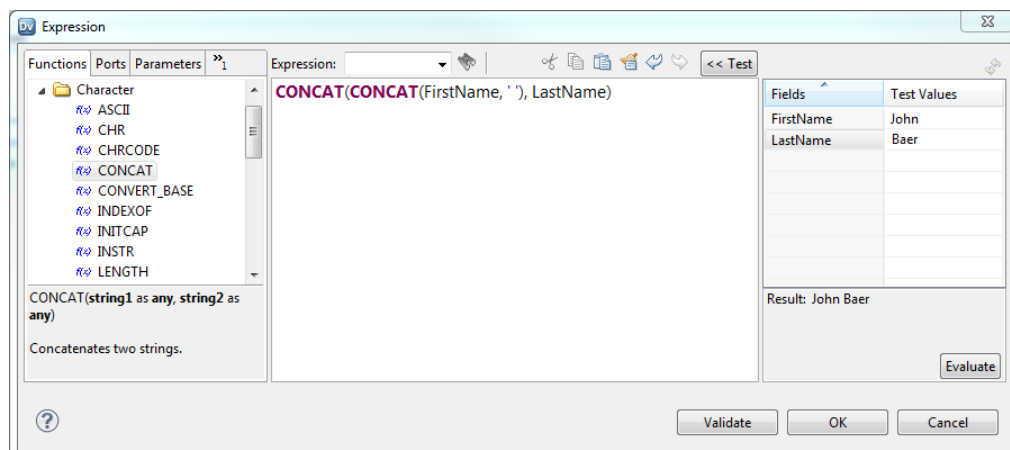 Dv Expression
Functions Ports Parameters »1
Character
f(x) ASCII
f(x) CHR
f(x) CHRCODE
f(x) CONCAT
f(x) CONVERT_BASE
f(x) INDEXOF
f(x) INITCAP
f(x) INSTR
f(x) LENGTH
CONCAT(string1 as any, string2 as
any)
Concatenates two strings.
Expression: << Test
CONCAT(CONCAT(FirstName, ' '), LastName)
Fields Test Values
FirstName John
LastName Baer
Result: John Baer
Evaluate
? Validate OK Cancel